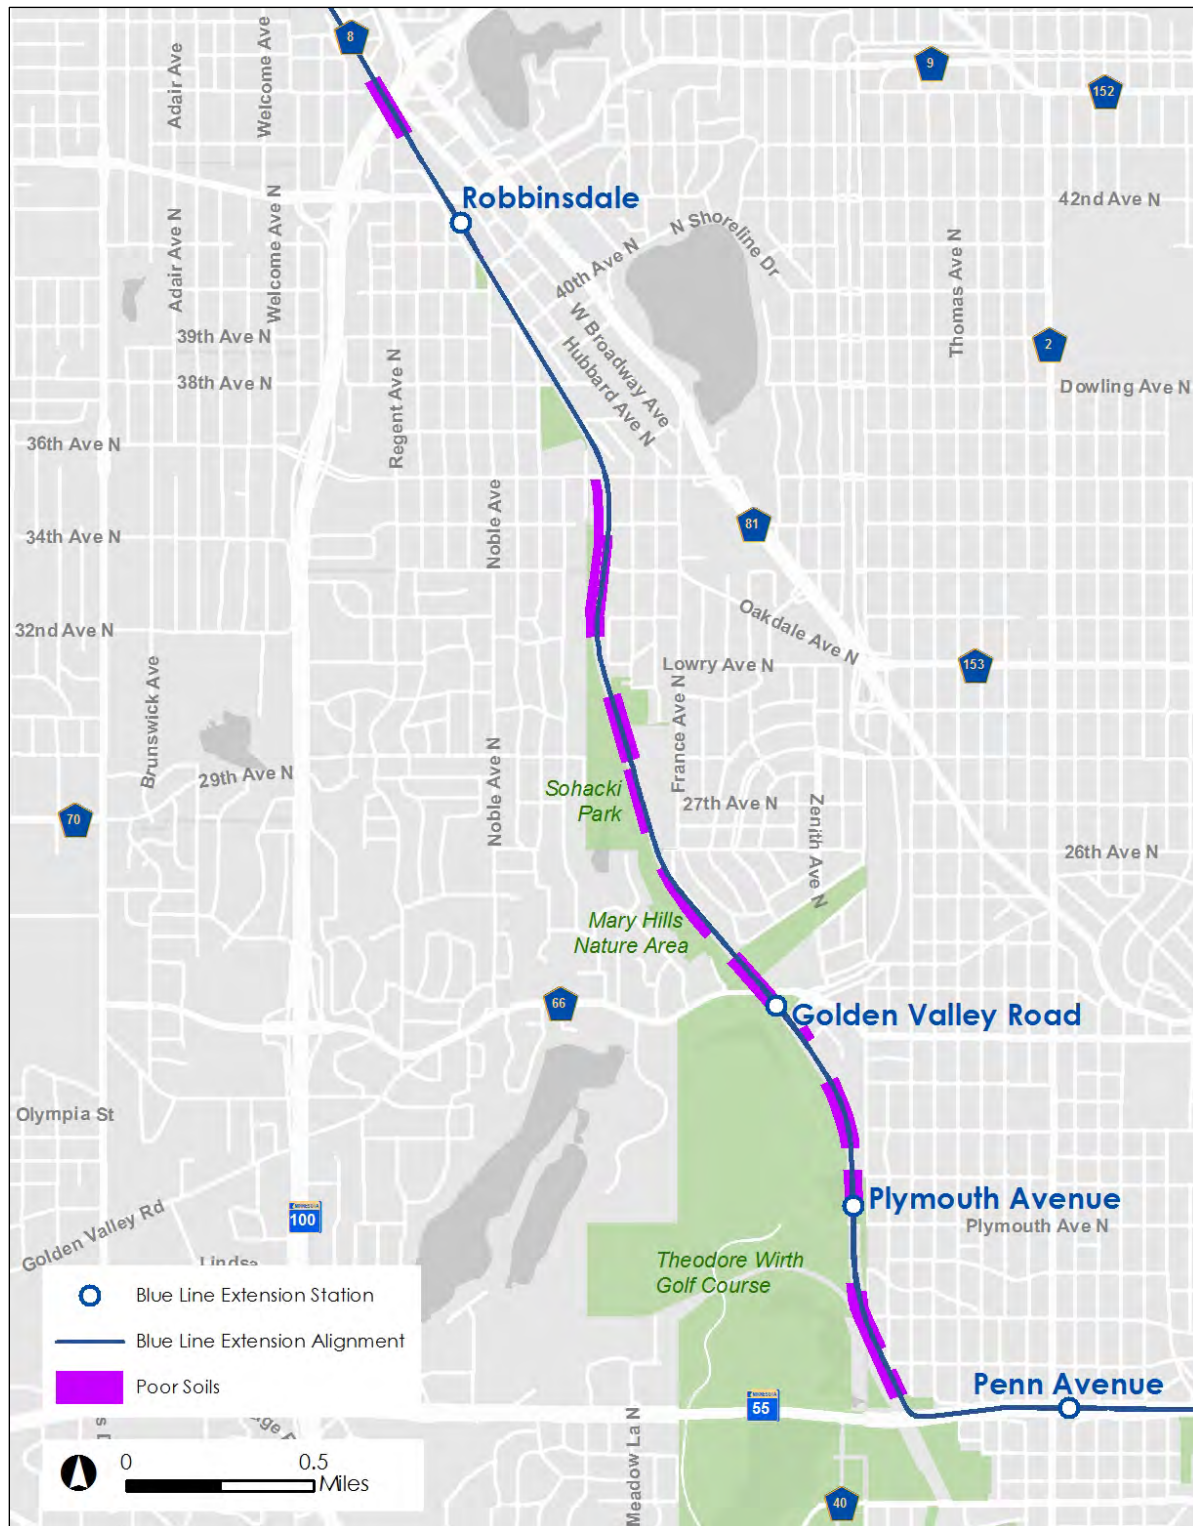 8
9
152
Adair Ave
Welcome Ave
Robbinsdale
42nd Ave N
Adair Ave N
Welcome Ave N
40th Ave N
N Shoreline Dr
Thomas Ave N
39th Ave N
38th Ave N
Regent Ave N
W Broadway Ave
Hubbard Ave N
2
Dowling Ave N
36th Ave N
Noble Ave
81
34th Ave N
32nd Ave N
Oakdale Ave N
Lowry Ave N
153
Brunswick Ave
29th Ave N
Noble Ave N
France Ave N
Sohacki
Park
27th Ave N
Zenith Ave N
70
26th Ave N
Mary Hills
Nature Area
66
Golden Valley Road
Olympia St
Plymouth Avenue
Plymouth Ave N
Golden Valley Rd
MINNESOTA
100
Lindsa
Theodore Wirth
Golf Course
Blue Line Extension Station
Blue Line Extension Alignment
Poor Soils
Penn Avenue
MINNESOTA
55
Meadow La N
0 0.5
Miles
40